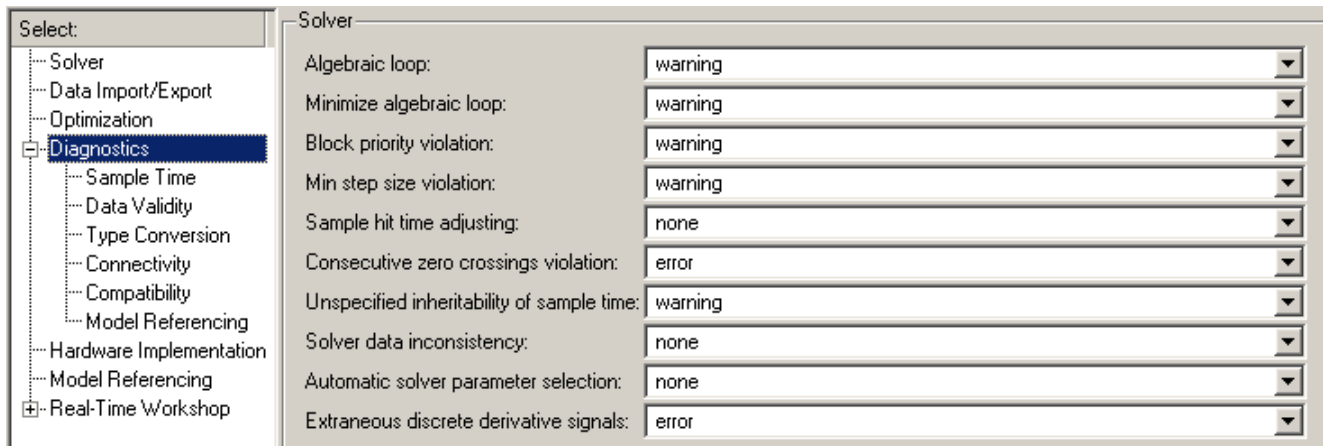 Select:
Solver
Data Import/Export
Optimization
Diagnostics
Sample Time
Data Validity
Type Conversion
Connectivity
Compatibility
Model Referencing
Hardware Implementation
Model Referencing
Real-Time Workshop
Solver
Algebraic loop: warning
Minimize algebraic loop: warning
Block priority violation: warning
Min step size violation: warning
Sample hit time adjusting: none
Consecutive zero crossings violation: error
Unspecified inheritability of sample time: warning
Solver data inconsistency: none
Automatic solver parameter selection: none
Extraneous discrete derivative signals: error